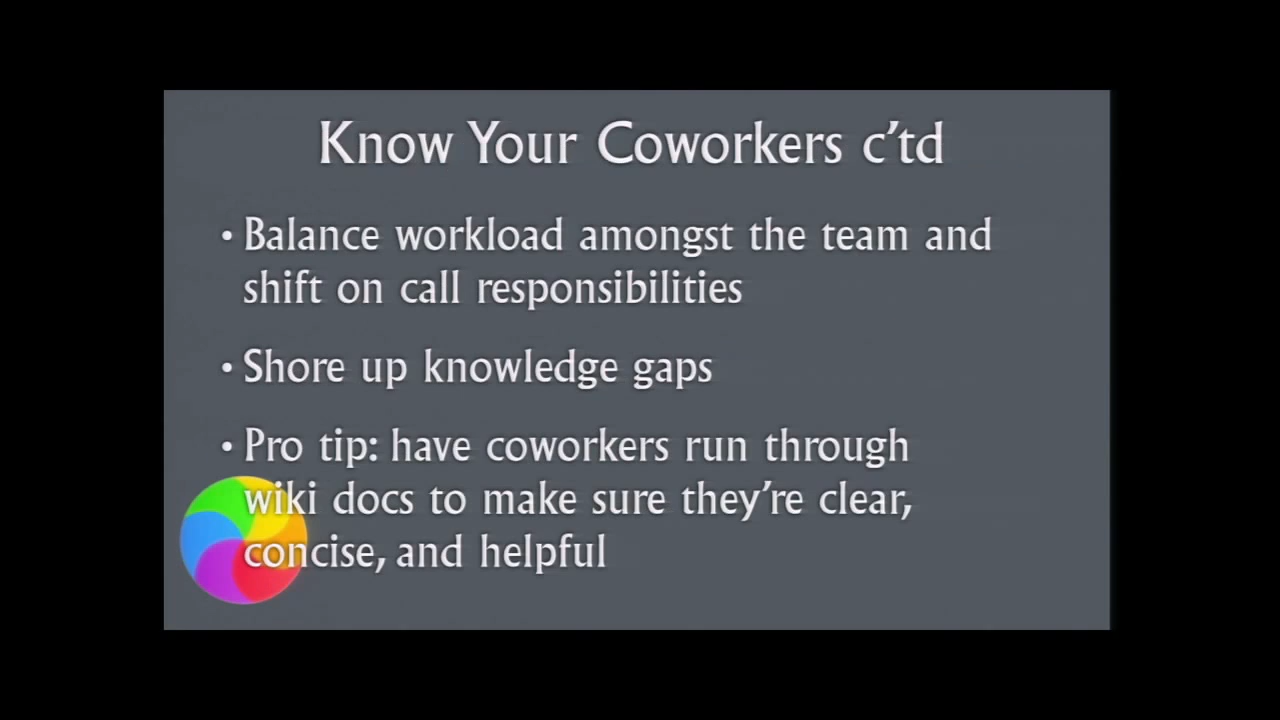 Know Your Coworkers c'td
• Balance workload amongst the team and
shift on call responsibilities
• Shore up knowledge gaps
• Pro tip: have coworkers run through
wiki docs to make sure they're clear,
concise, and helpful